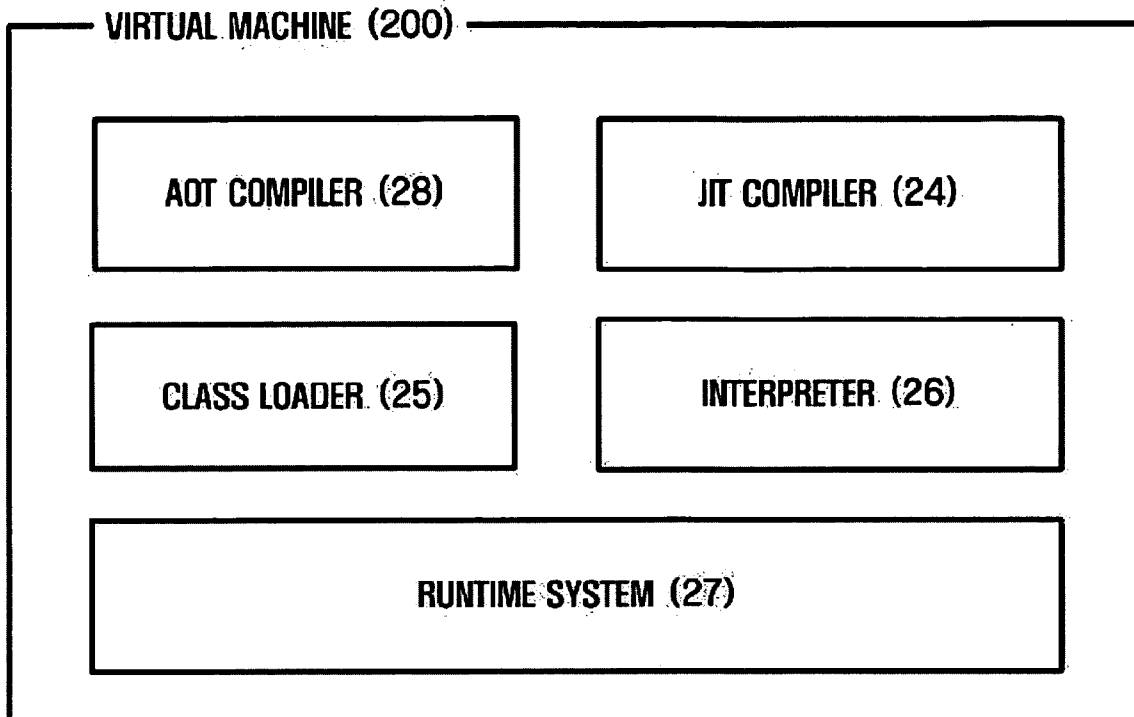 VIRTUAL MACHINE (200)
AOT COMPILER (28)
JIT COMPILER (24)
CLASS LOADER (25)
INTERPRETER (26)
RUNTIME SYSTEM (27)